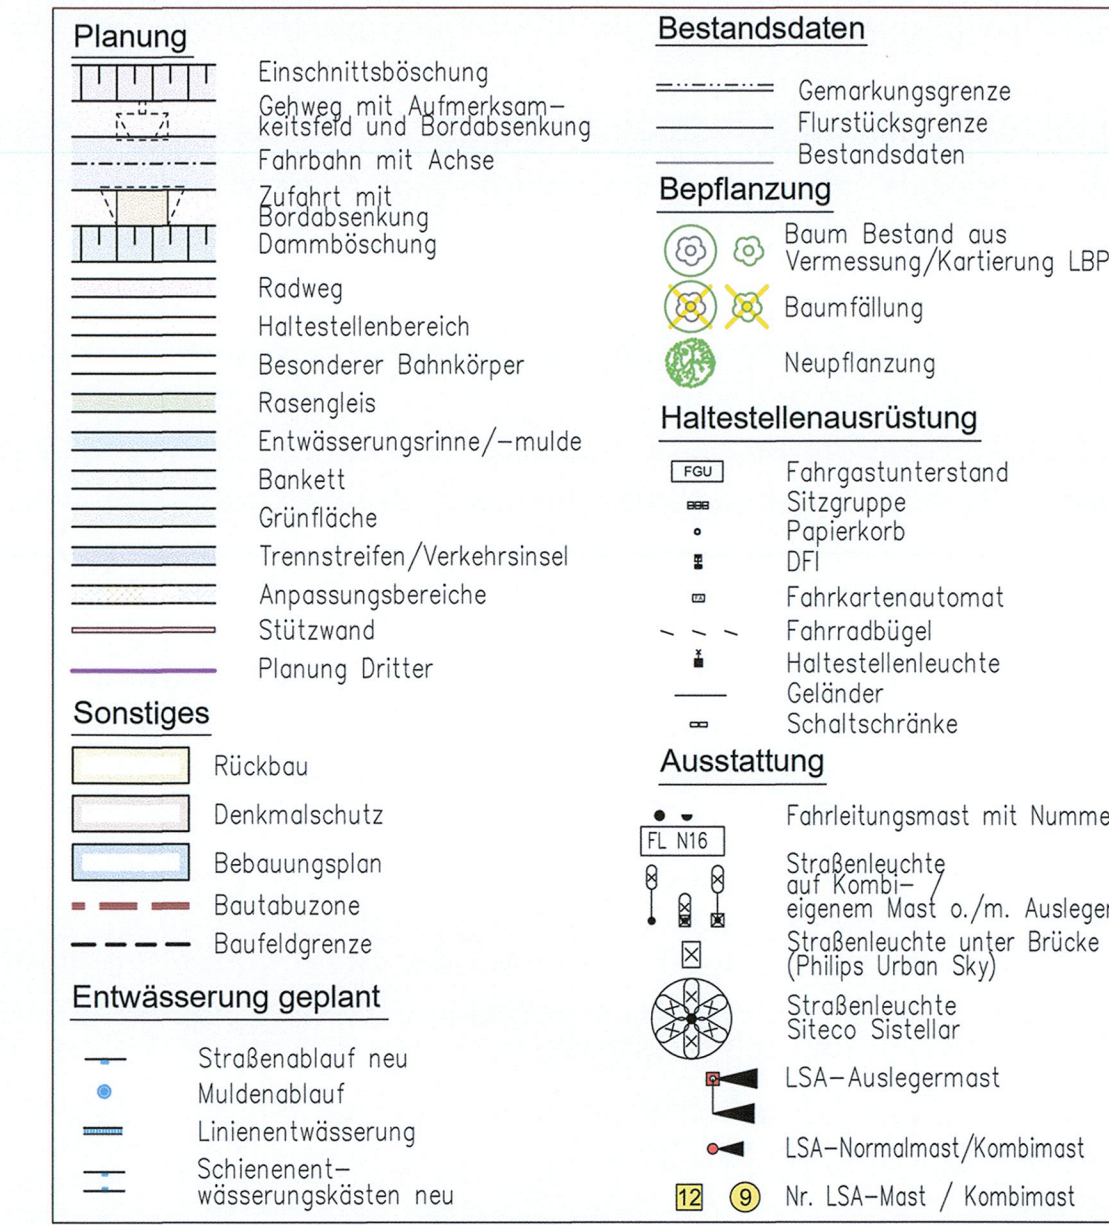 Planung
Einschnittsböschung
Gehweg mit Aufmerksam-
keitsfeld und Bordabsenkung
Fahrbahn mit Achse
Zufahrt mit
Bordabsenkung
Dammböschung
Radweg
Haltestellenbereich
Besonderer Bahnkörper
Rasengleis
Entwässerungsrinne/-mulde
Bankett
Grünfläche
Trennstreifen/Verkehrsinsel
Anpassungsbereiche
Stützwand
Planung Dritter
Sonstiges
Rückbau
Denkmalschutz
Bebauungsplan
Bautabuzone
Baufeldgrenze
Entwässerung geplant
Straßenablauf neu
Muldenablauf
Linienentwässerung
Schienenent-
wässerungskästen neu
Bestandsdaten
Gemarkungsgrenze
Flurstücksgrenze
Bestandsdaten
Bepflanzung
Baum Bestand aus
Vermessung/Kartierung LBP
Baumfällung
Neupflanzung
Haltestellenausrüstung
FGU Fahrgastunterstand
Sitzgruppe
Papierkorb
DFI
Fahrkartenautomat
Fahrradbügel
Haltestellenleuchte
Geländer
Schaltschränke
Ausstattung
Fahrleitungsmast mit Numme
FL N16
Straßenleuchte
auf Kombi- /
eigenem Mast o./m. Ausleger
Straßenleuchte unter Brücke
(Philips Urban Sky)
Straßenleuchte
Siteco Sistellar
LSA-Auslegermast
LSA-Normalmast/Kombimast
12 9 Nr. LSA-Mast / Kombimast